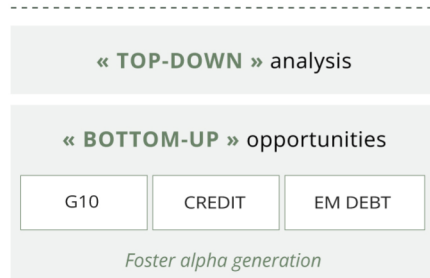 « TOP-DOWN » analysis
« BOTTOM-UP » opportunities
G10 CREDIT EM DEBT
Foster alpha generation